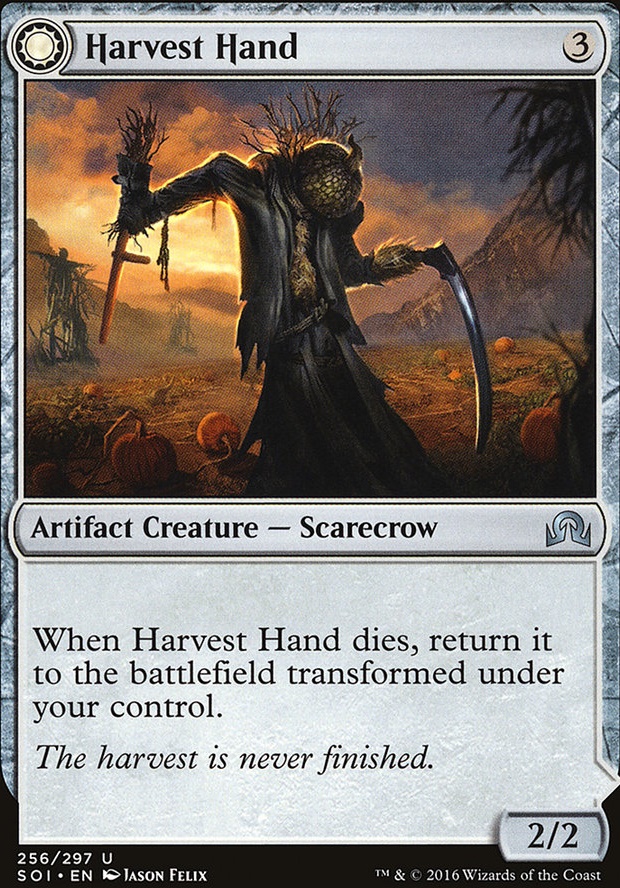 Harvest Hand 3
Artifact Creature — Scarecrow
When Harvest Hand dies, return it
to the battlefield transformed under
your control.
The harvest is never finished.
2/2
256/297 U
SOI • EN Jason Felix
™ & © 2016 Wizards of the Coast